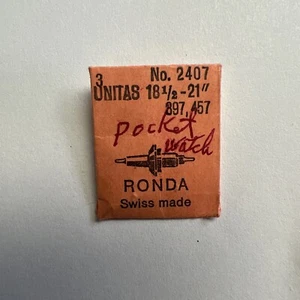 3 No. 2407
UNITAS 18 1/2 - 21"
897,457
pocket
watch
RONDA
Swiss made